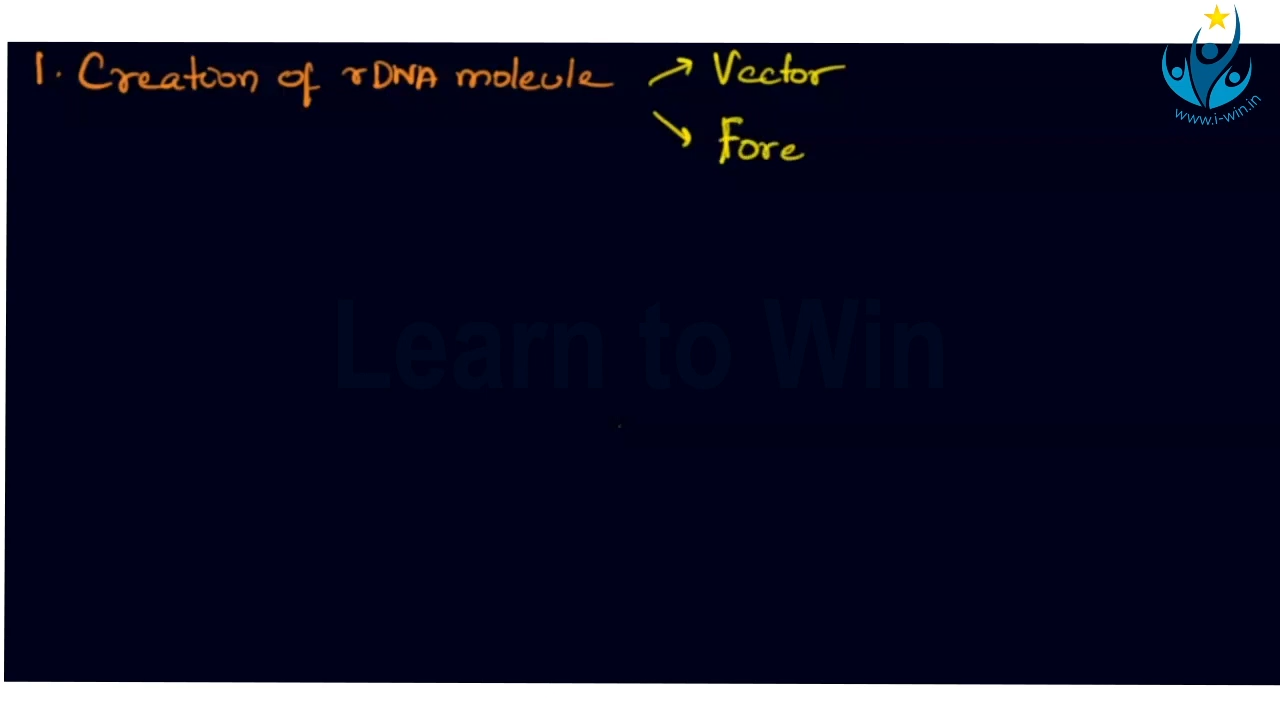 1. Creation of rDNA molecule → Vector
→ Fore
www.i-win.in
Learn to Win